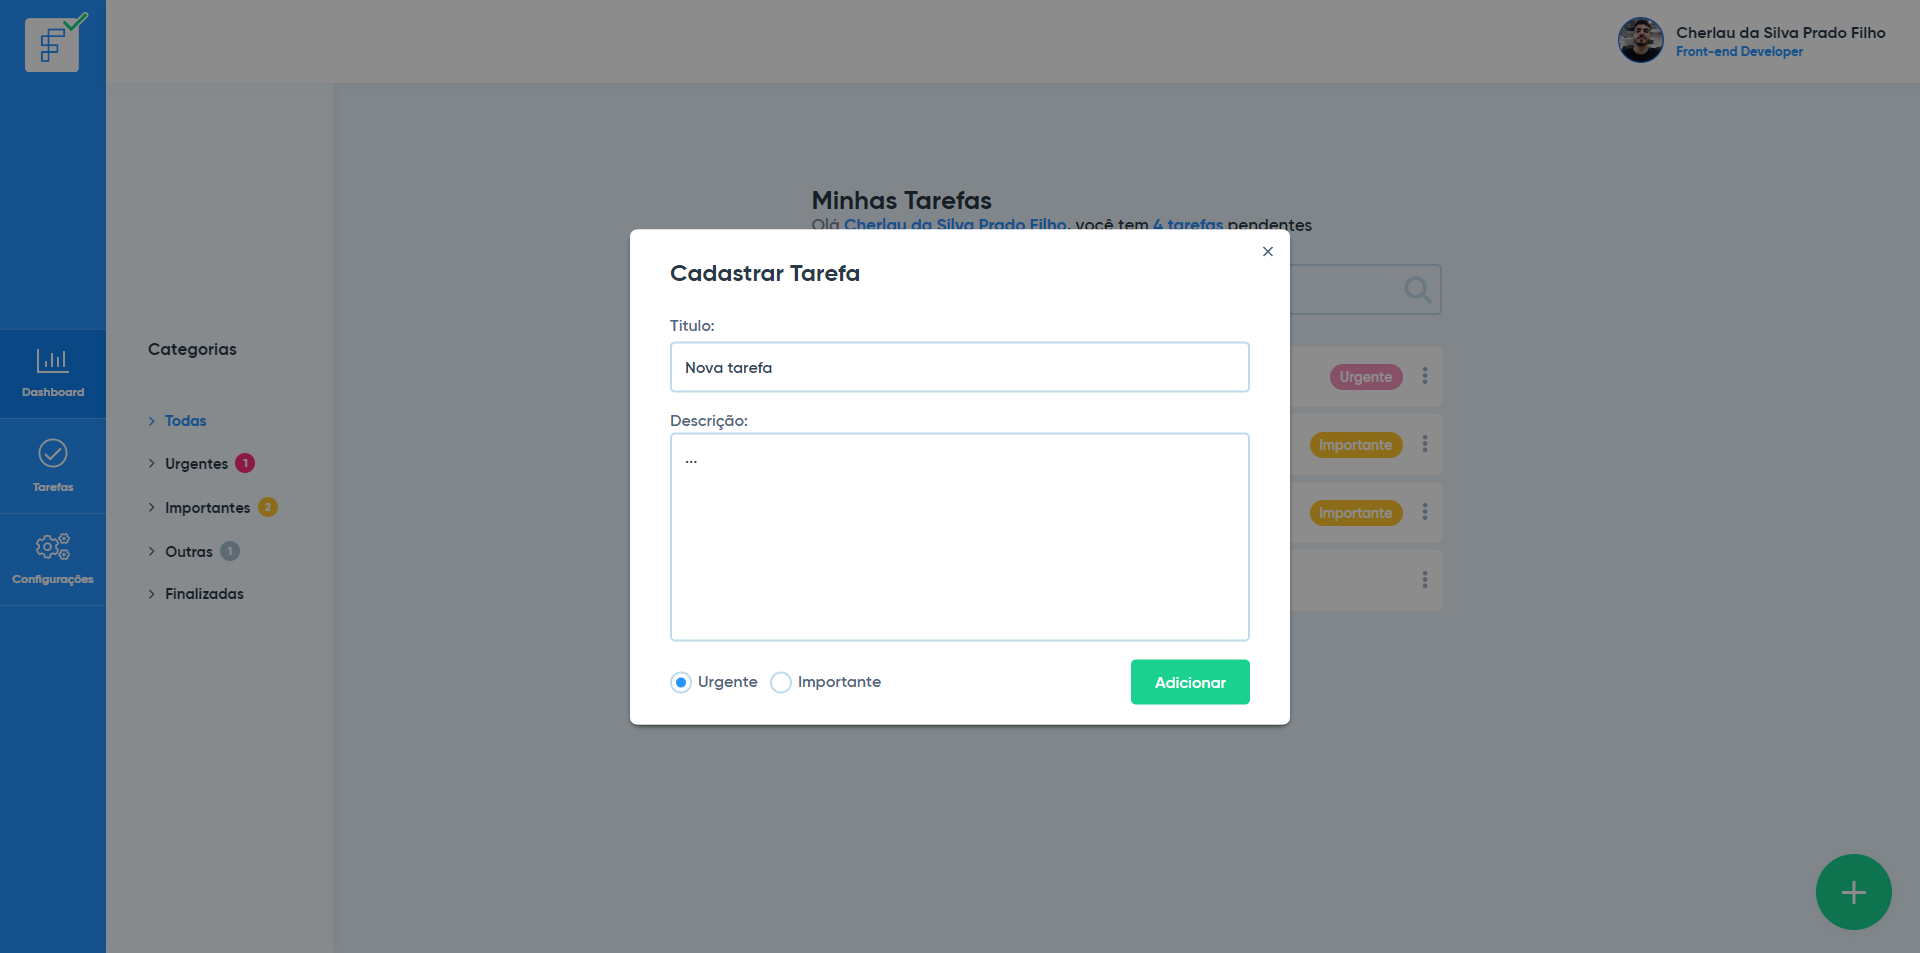 Cherlau da Silva Prado Filho
Front-end Developer
Dashboard
Tarefas
Configurações
Categorias
Todas
Urgentes 1
Importantes 2
Outras 1
Finalizadas
Minhas Tarefas
Olá Cherlau da Silva Prado Filho, você tem 4 tarefas pendentes
Cadastrar Tarefa
Titulo:
Nova tarefa
Descrição:
...
Urgente
Importante
Adicionar
Urgente
Importante
Importante